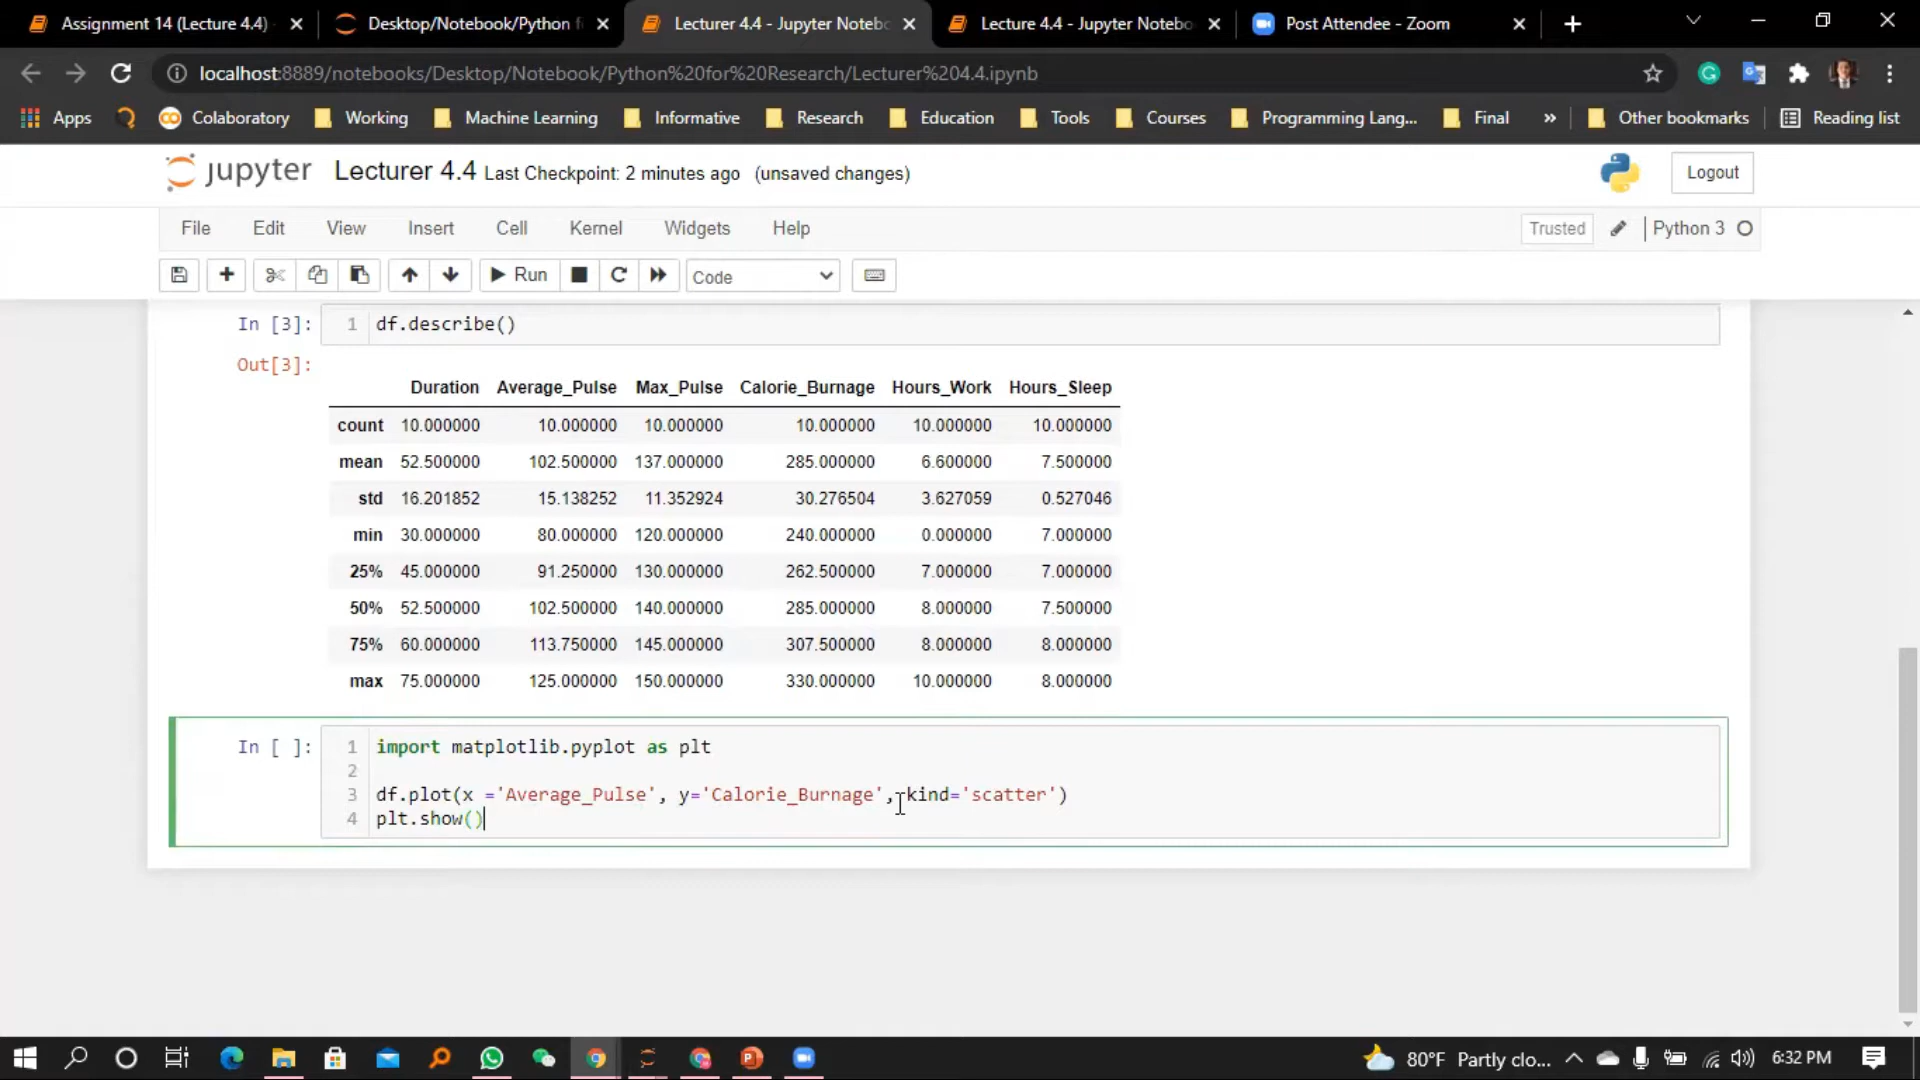 Assignment 14 (Lecture 4.4)
Desktop/Notebook/Python f
Lecturer 4.4 - Jupyter Notebo
Lecture 4.4 - Jupyter Notebo
Post Attendee - Zoom
localhost:8889/notebooks/Desktop/Notebook/Python%20for%20Research/Lecturer%204.4.ipynb
Apps Colaboratory Working Machine Learning Informative Research Education Tools Courses Programming Lang... Final » Other bookmarks Reading list
jupyter Lecturer 4.4 Last Checkpoint: 2 minutes ago (unsaved changes) Logout
File Edit View Insert Cell Kernel Widgets Help Trusted Python 3
Run Code
In [3]: 1 df.describe()
Out[3]:
Duration Average_Pulse Max_Pulse Calorie_Burnage Hours_Work Hours_Sleep
count 10.000000 10.000000 10.000000 10.000000 10.000000 10.000000
mean 52.500000 102.500000 137.000000 285.000000 6.600000 7.500000
std 16.201852 15.138252 11.352924 30.276504 3.627059 0.527046
min 30.000000 80.000000 120.000000 240.000000 0.000000 7.000000
25% 45.000000 91.250000 130.000000 262.500000 7.000000 7.000000
50% 52.500000 102.500000 140.000000 285.000000 8.000000 7.500000
75% 60.000000 113.750000 145.000000 307.500000 8.000000 8.000000
max 75.000000 125.000000 150.000000 330.000000 10.000000 8.000000
In [ ]: 1 import matplotlib.pyplot as plt
2
3 df.plot(x ='Average_Pulse', y='Calorie_Burnage', kind='scatter')
4 plt.show()
80°F Partly clo... 6:32 PM